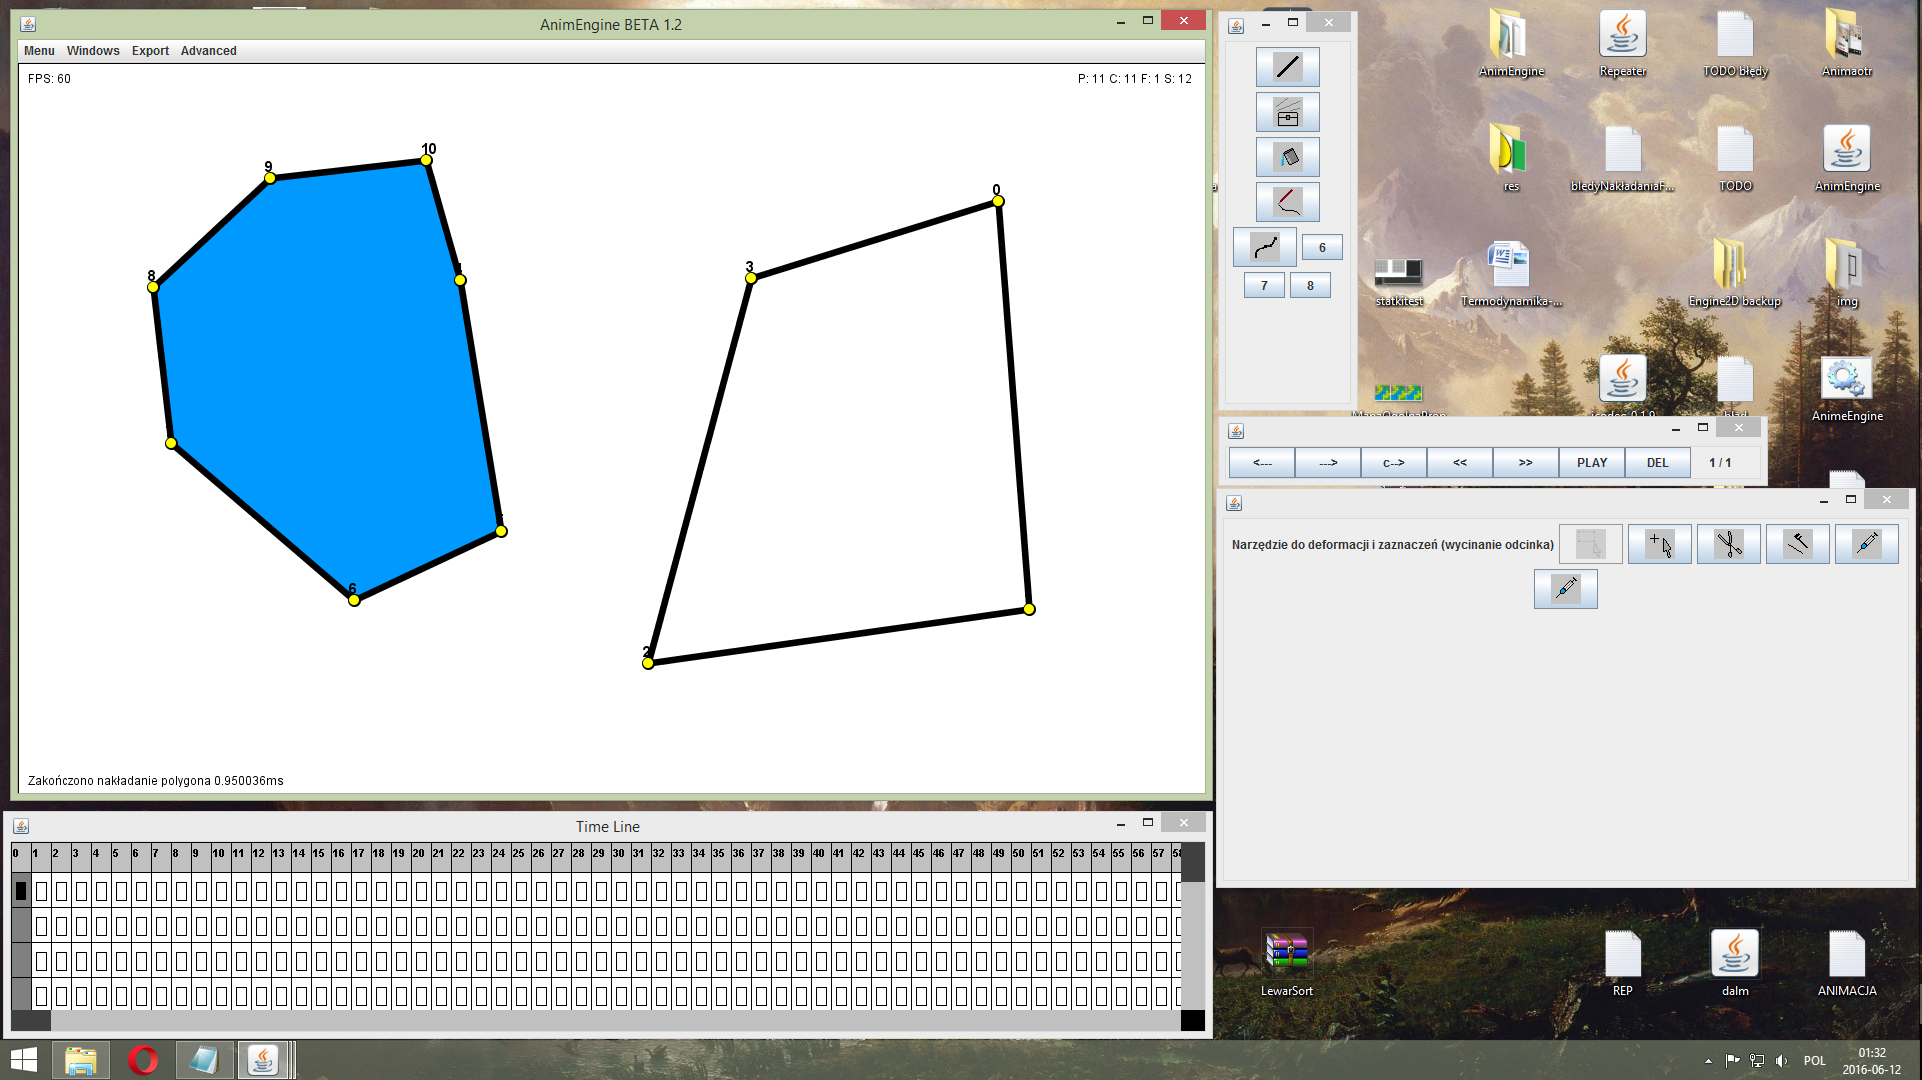 AnimEngine BETA 1.2
Menu Windows Export Advanced
FPS: 60
P: 11 C: 11 F: 1 S: 12
10
9
0
3
8
6
2
Zakończono nakładanie polygona 0.950036ms
6
7 8
<--- ---> c--> << >> PLAY DEL 1 / 1
Narzędzie do deformacji i zaznaczeń (wycinanie odcinka)
Time Line
0 1 2 3 4 5 6 7 8 9 10 11 12 13 14 15 16 17 18 19 20 21 22 23 24 25 26 27 28 29 30 31 32 33 34 35 36 37 38 39 40 41 42 43 44 45 46 47 48 49 50 51 52 53 54 55 56 57 58
AnimEngine Repeater TODO błędy Animaotr
res bledyNakładaniaF... TODO AnimEngine
statkitest Termodynamika-... Engine2D backup img
AnimeEngine
LewarSort REP dalm ANIMACJA
POL
01:32
2016-06-12